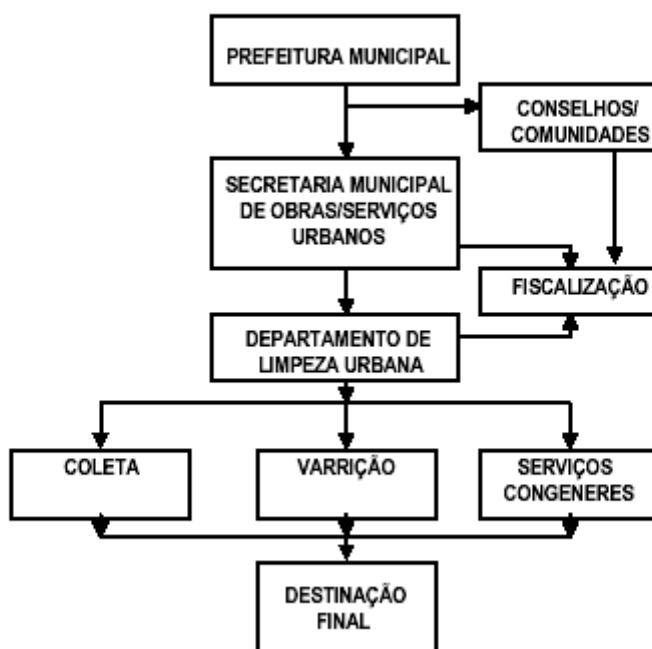 PREFEITURA MUNICIPAL
CONSELHOS/
COMUNIDADES
SECRETARIA MUNICIPAL
DE OBRAS/SERVIÇOS
URBANOS
FISCALIZAÇÃO
DEPARTAMENTO DE
LIMPEZA URBANA
COLETA
VARRIÇÃO
SERVIÇOS
CONGENERES
DESTINAÇÃO
FINAL